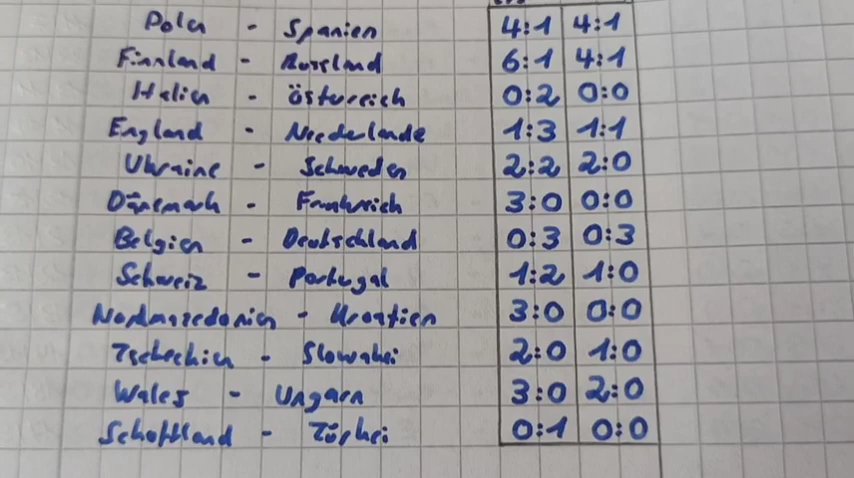 Polen - Spanien 4:1 4:1
Finnland - Russland 6:1 4:1
Italien - Österreich 0:2 0:0
England - Niederlande 1:3 1:1
Ukraine - Schweden 2:2 2:0
Dänemark - Frankreich 3:0 0:0
Belgien - Deutschland 0:3 0:3
Schweiz - Portugal 1:2 1:0
Nordmazedonien - Kroatien 3:0 0:0
Tschechien - Slowakei 2:0 1:0
Wales - Ungarn 3:0 2:0
Schottland - Türkei 0:1 0:0